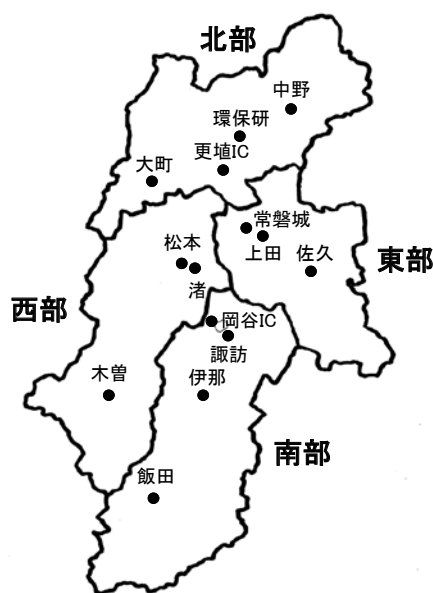 北部
中野
環保研
更埴IC
大町
常磐城
松本
上田
佐久
東部
渚
西部
岡谷IC
諏訪
木曽
伊那
南部
飯田